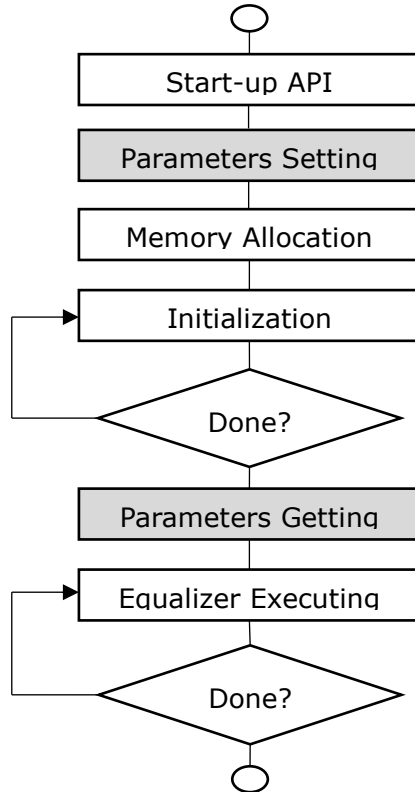 Start-up API
Parameters Setting
Memory Allocation
Initialization
Done?
Parameters Getting
Equalizer Executing
Done?